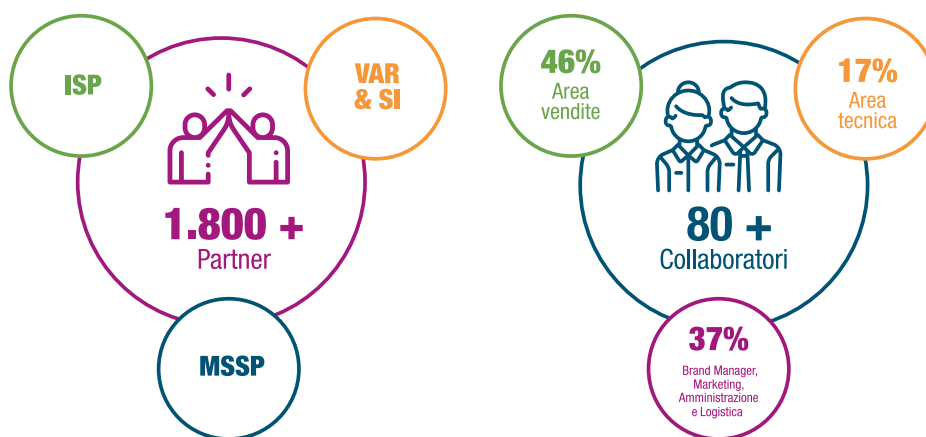 ISP
VAR
& SI
1.800 +
Partner
MSSP
46%
Area
vendite
17%
Area
tecnica
80 +
Collaboratori
37%
Brand Manager,
Marketing,
Amministrazione
e Logistica